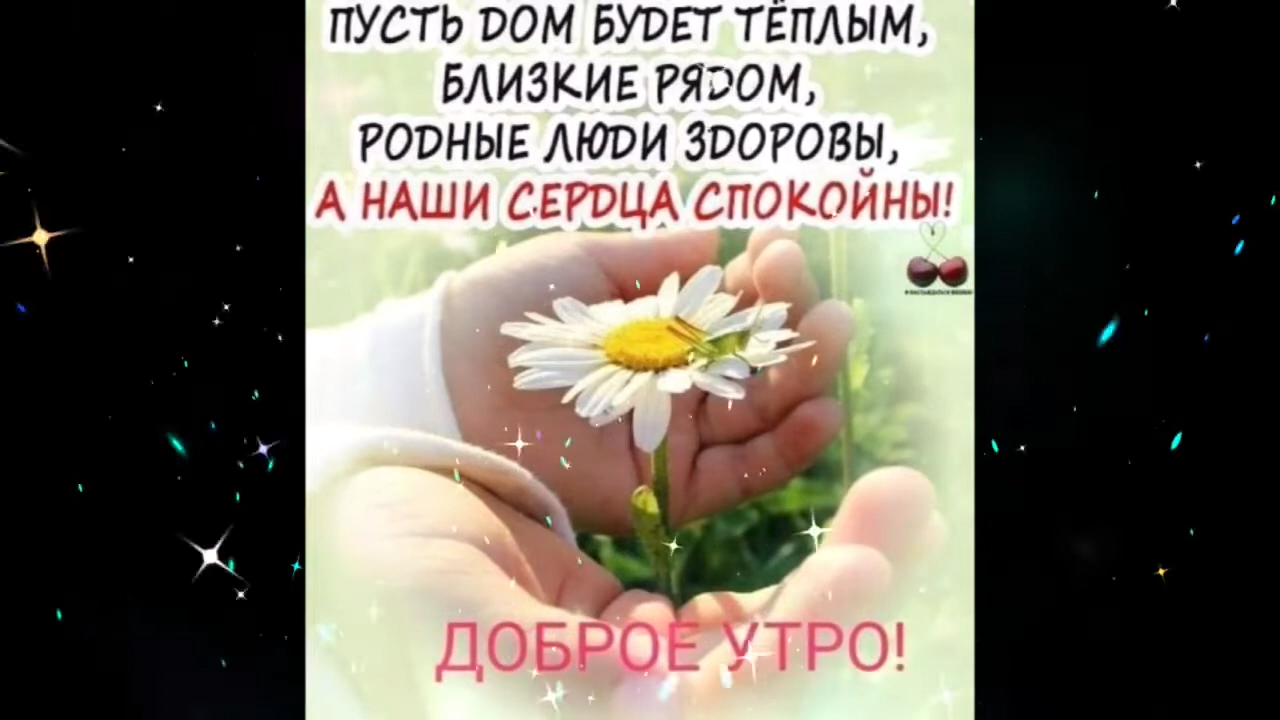 ПУСТЬ ДОМ БУДЕТ ТЁПЛЫМ,
БЛИЗКИЕ РЯДОМ,
РОДНЫЕ ЛЮДИ ЗДОРОВЫ,
А НАШИ СЕРДЦА СПОКОЙНЫ!
ДОБРОЕ УТРО!